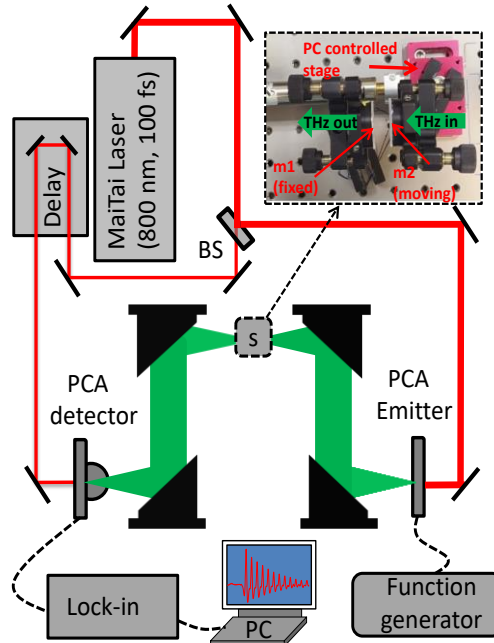 PC controlled
stage
THz out
THz in
m1
(fixed)
m2
(moving)
MaiTai Laser
(800 nm, 100 fs)
Delay
BS
s
PCA
detector
PCA
Emitter
Lock-in
PC
Function
generator